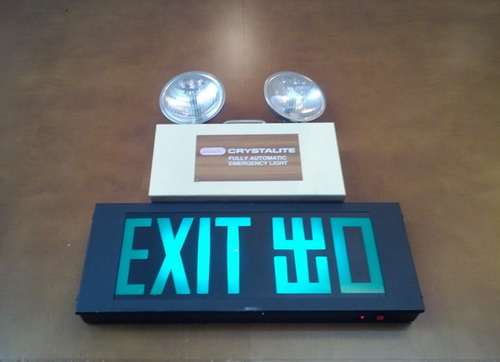 CRYSTALITE
FULLY AUTOMATIC
EMERGENCY LIGHT
EXIT 出口